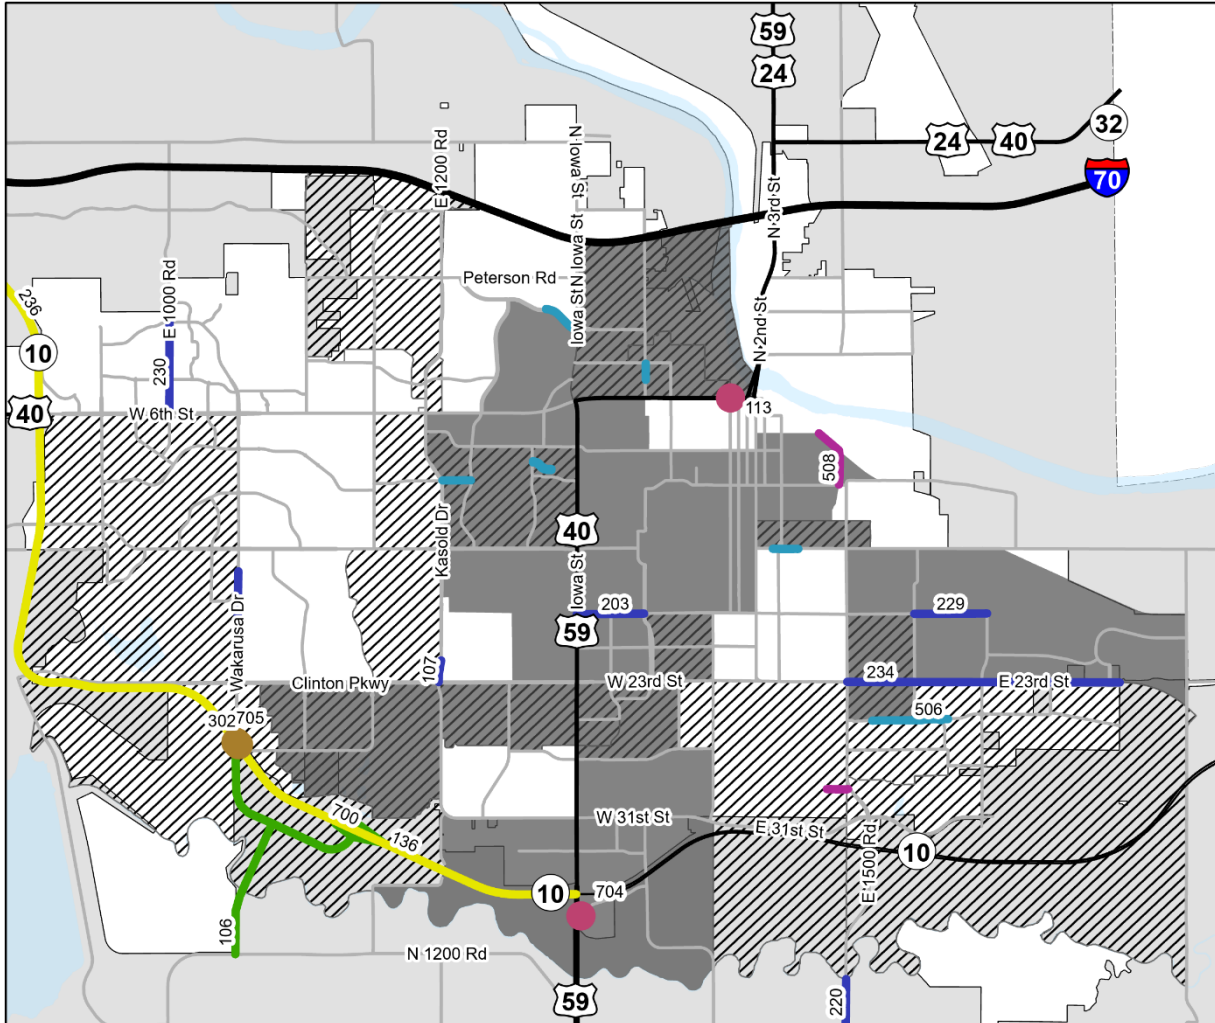 59
24
24
40
32
70
E 1200 Rd
N Iowa St
N 3rd St
Peterson Rd
N Iowa St
Iowa St
E 1000 Rd
236
10
N 2nd St
230
40
W 6th St
113
508
Kasold Dr
40
Iowa St
203
229
59
Wakarusa Dr
107
Clinton Pkwy
W 23rd St
234
E 23rd St
302
705
506
700
136
W 31st St
E 31st St
E 1500 Rd
10
10
704
106
N 1200 Rd
59
220